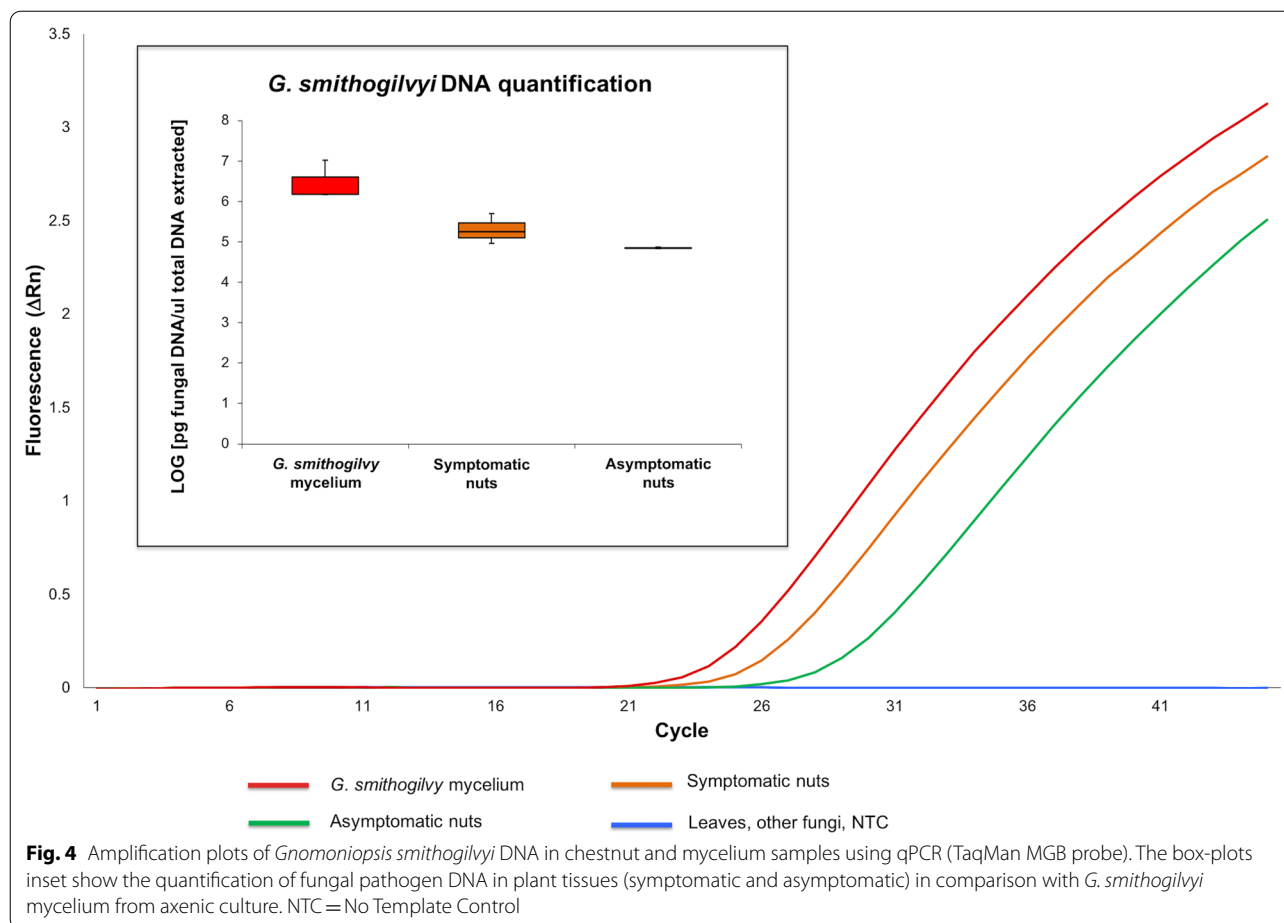 3.5
3
2.5
2
1.5
1
0.5
0
Fluorescence (ΔRn)
G. smithogilvyi DNA quantification
8
7
6
5
4
3
2
1
0
LOG [pg fungal DNA/ul total DNA extracted]
G. smithogilvy
mycelium
Symptomatic
nuts
Asymptomatic
nuts
1 6 11 16 21 26 31 36 41
Cycle
G. smithogilvy mycelium
Symptomatic nuts
Asymptomatic nuts
Leaves, other fungi, NTC
Fig. 4 Amplification plots of Gnomoniopsis smithogilvyi DNA in chestnut and mycelium samples using qPCR (TaqMan MGB probe). The box-plots
inset show the quantification of fungal pathogen DNA in plant tissues (symptomatic and asymptomatic) in comparison with G. smithogilvyi
mycelium from axenic culture. NTC = No Template Control